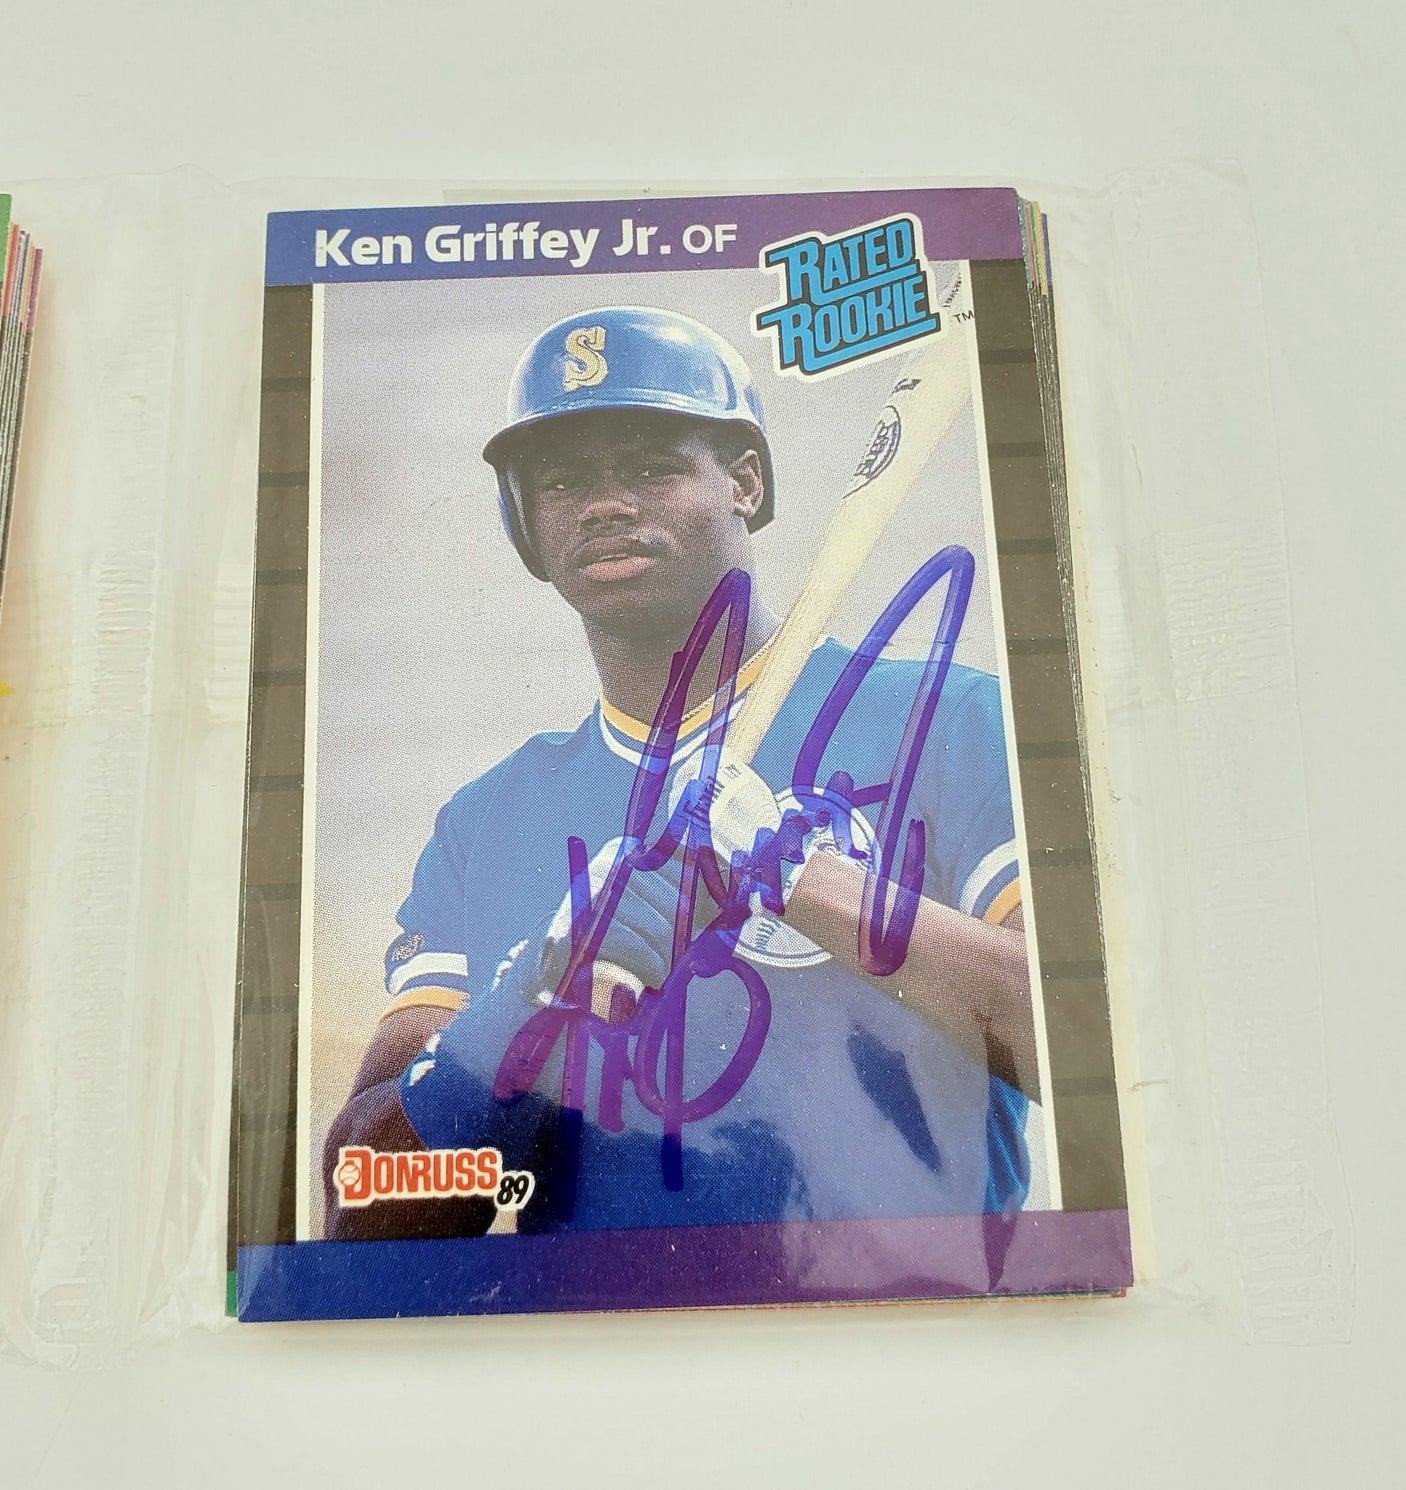 Ken Griffey Jr. OF
RATED
ROOKIE
TM
S
DONRUSS
89